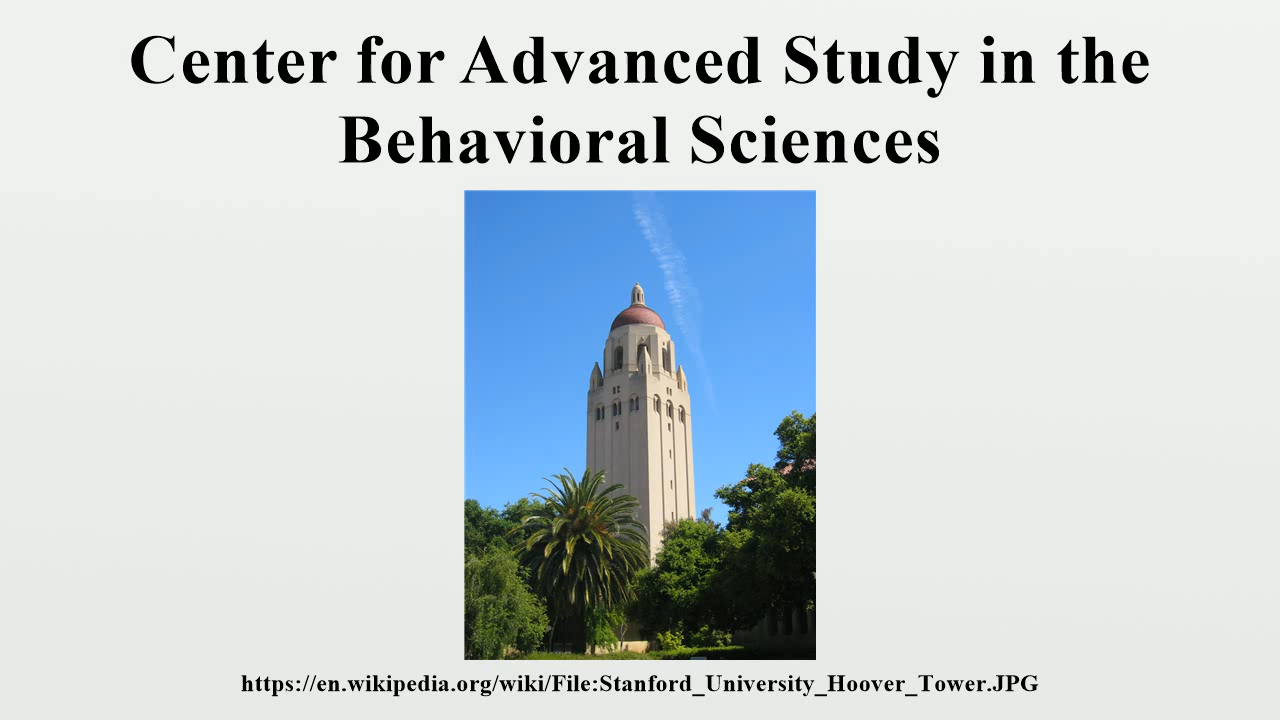 Center for Advanced Study in the
Behavioral Sciences
https://en.wikipedia.org/wiki/File:Stanford_University_Hoover_Tower.JPG